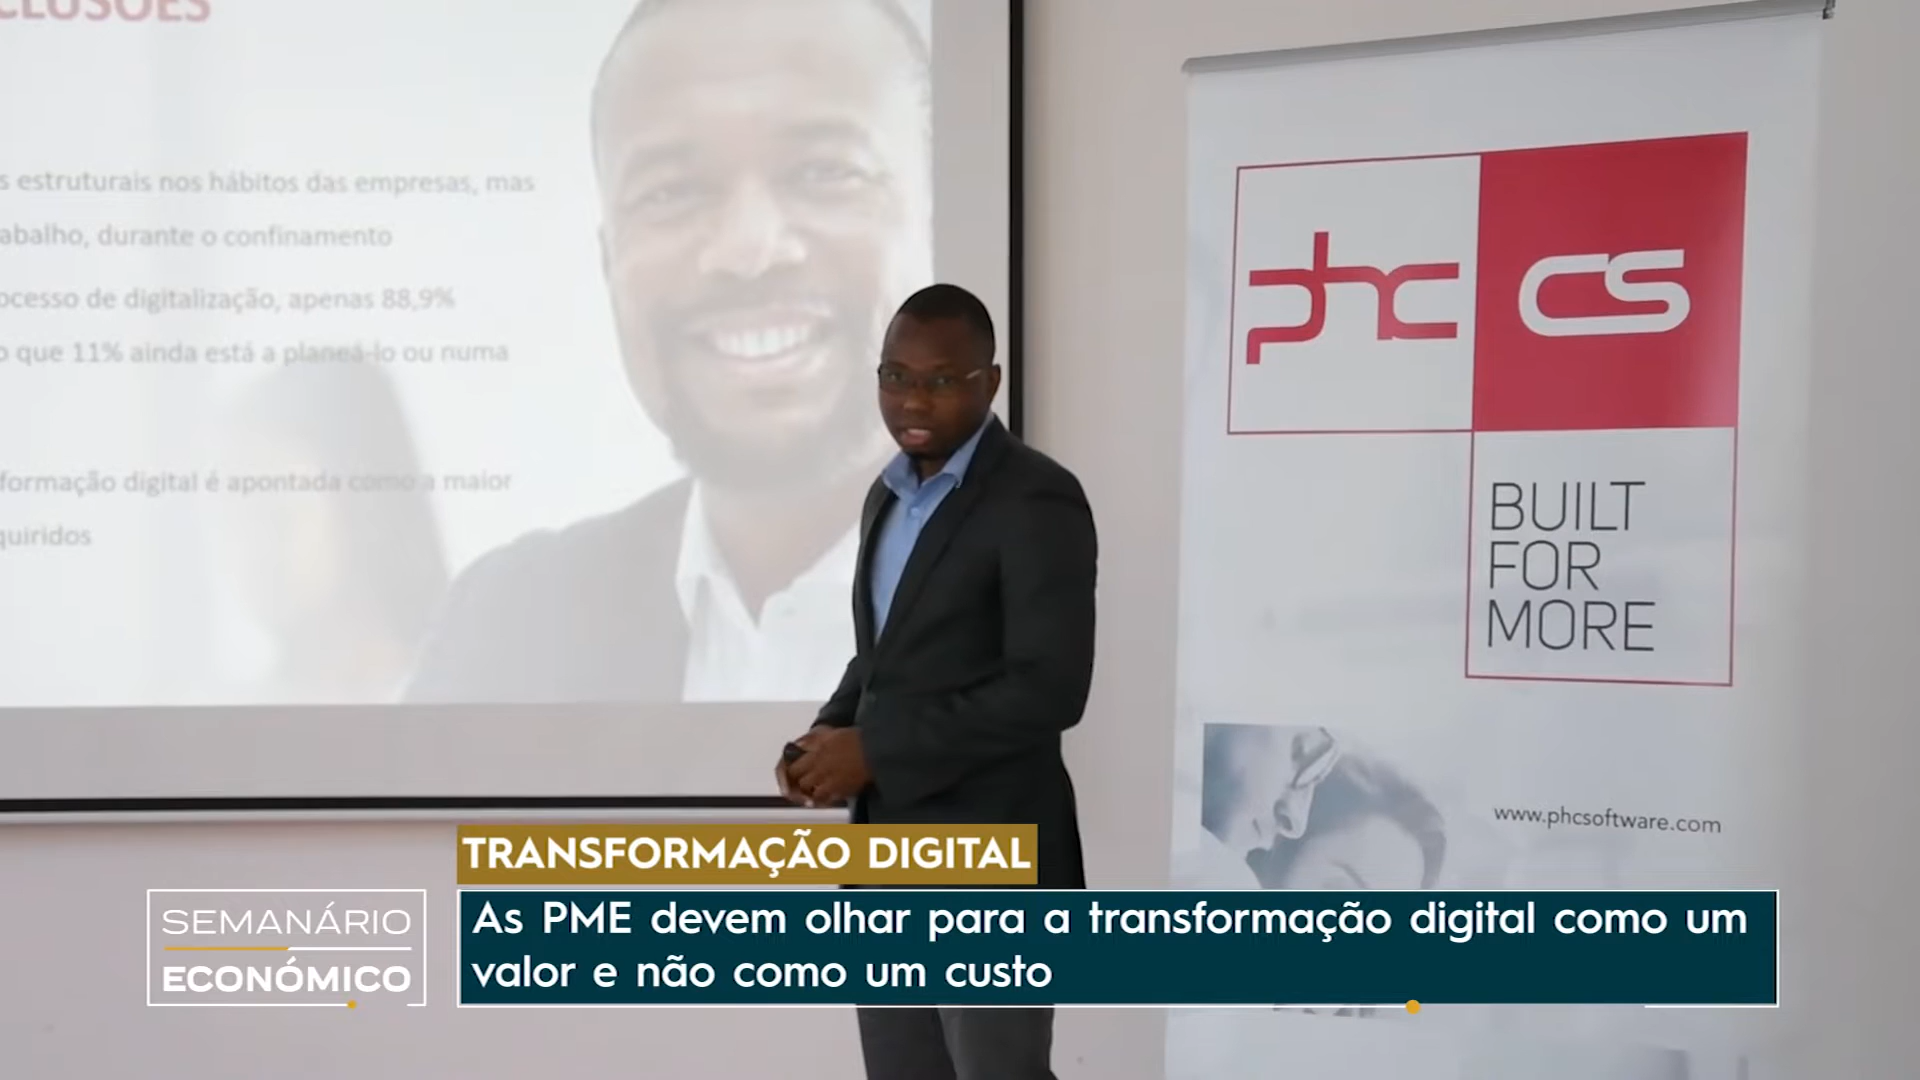 CLUSÕES
s estruturais nos hábitos das empresas, mas
abalho, durante o confinamento
ocesso de digitalização, apenas 88,9%
o que 11% ainda está a planeá-lo ou numa
formação digital é apontada como a maior
quiridos
phc cs
BUILT
FOR
MORE
www.phcsoftware.com
TRANSFORMAÇÃO DIGITAL
SEMANÁRIO
ECONÓMICO
As PME devem olhar para a transformação digital como um
valor e não como um custo